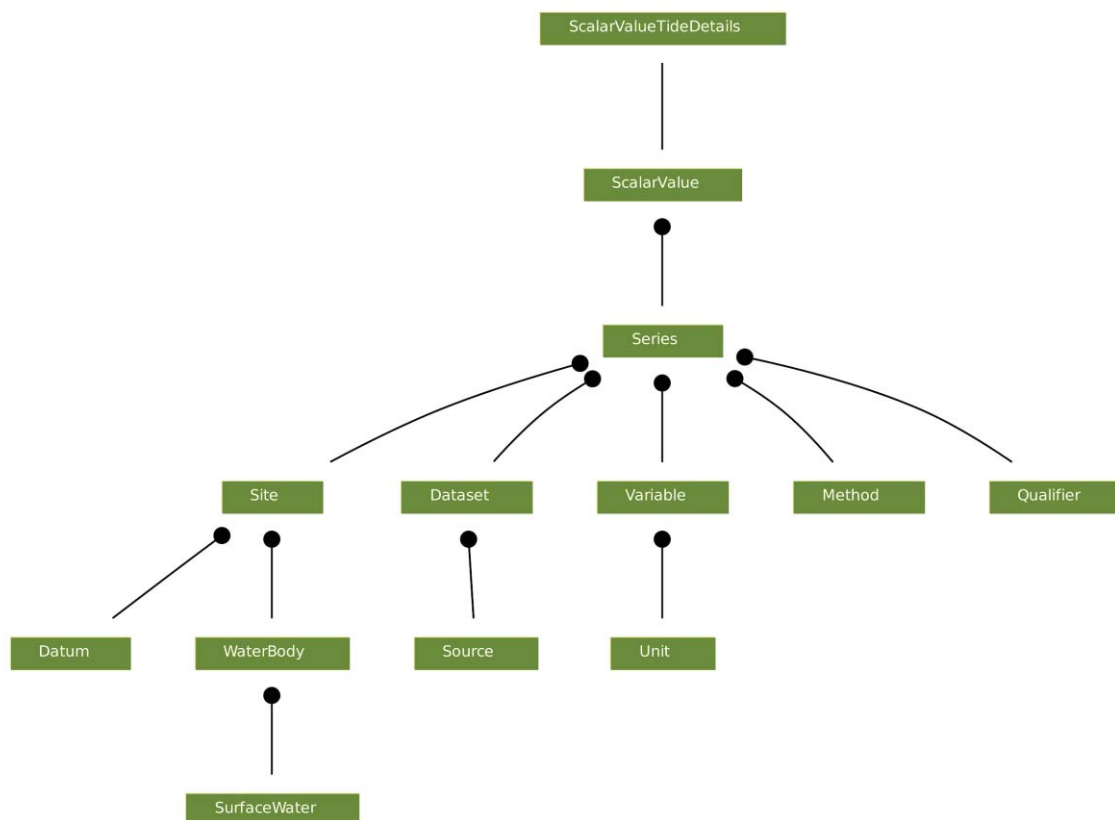 ScalarValueTideDetails
ScalarValue
Series
Site
Dataset
Variable
Method
Qualifier
Datum
WaterBody
Source
Unit
SurfaceWater